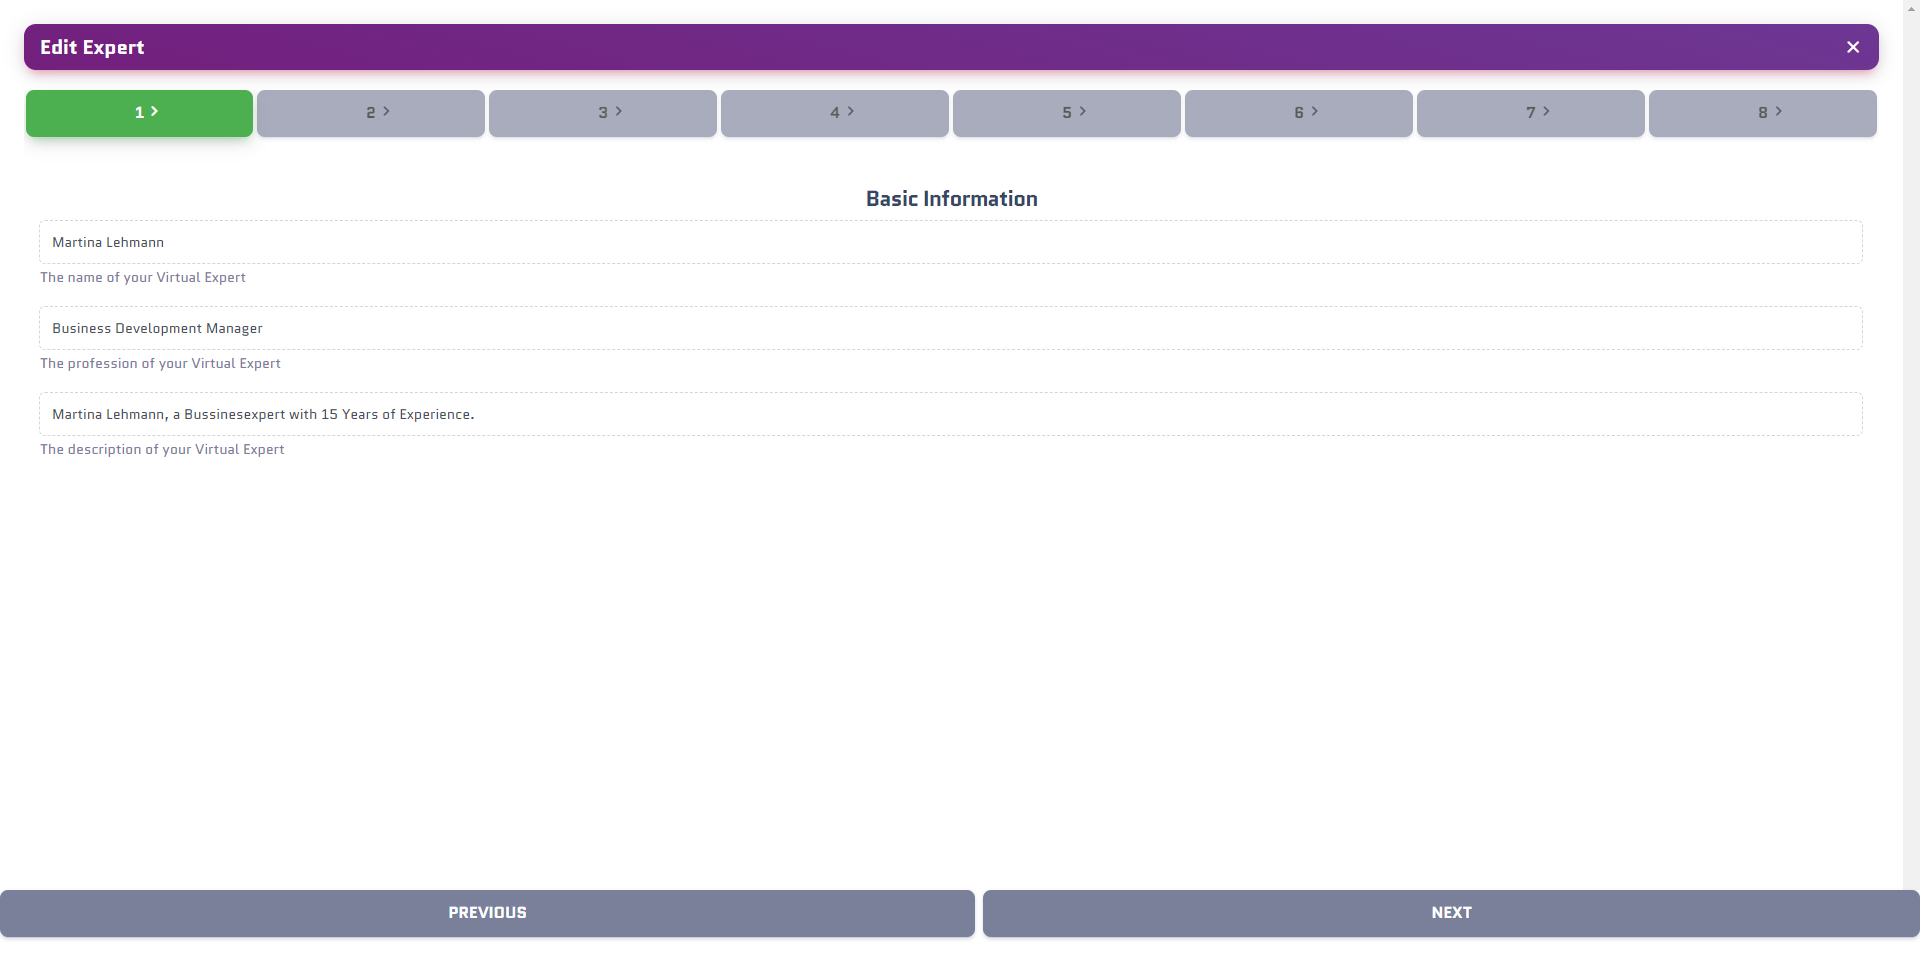 Edit Expert
1
2
3
4
5
6
7
8
Basic Information
Martina Lehmann
The name of your Virtual Expert
Business Development Manager
The profession of your Virtual Expert
Martina Lehmann, a Bussinesexpert with 15 Years of Experience.
The description of your Virtual Expert
PREVIOUS
NEXT